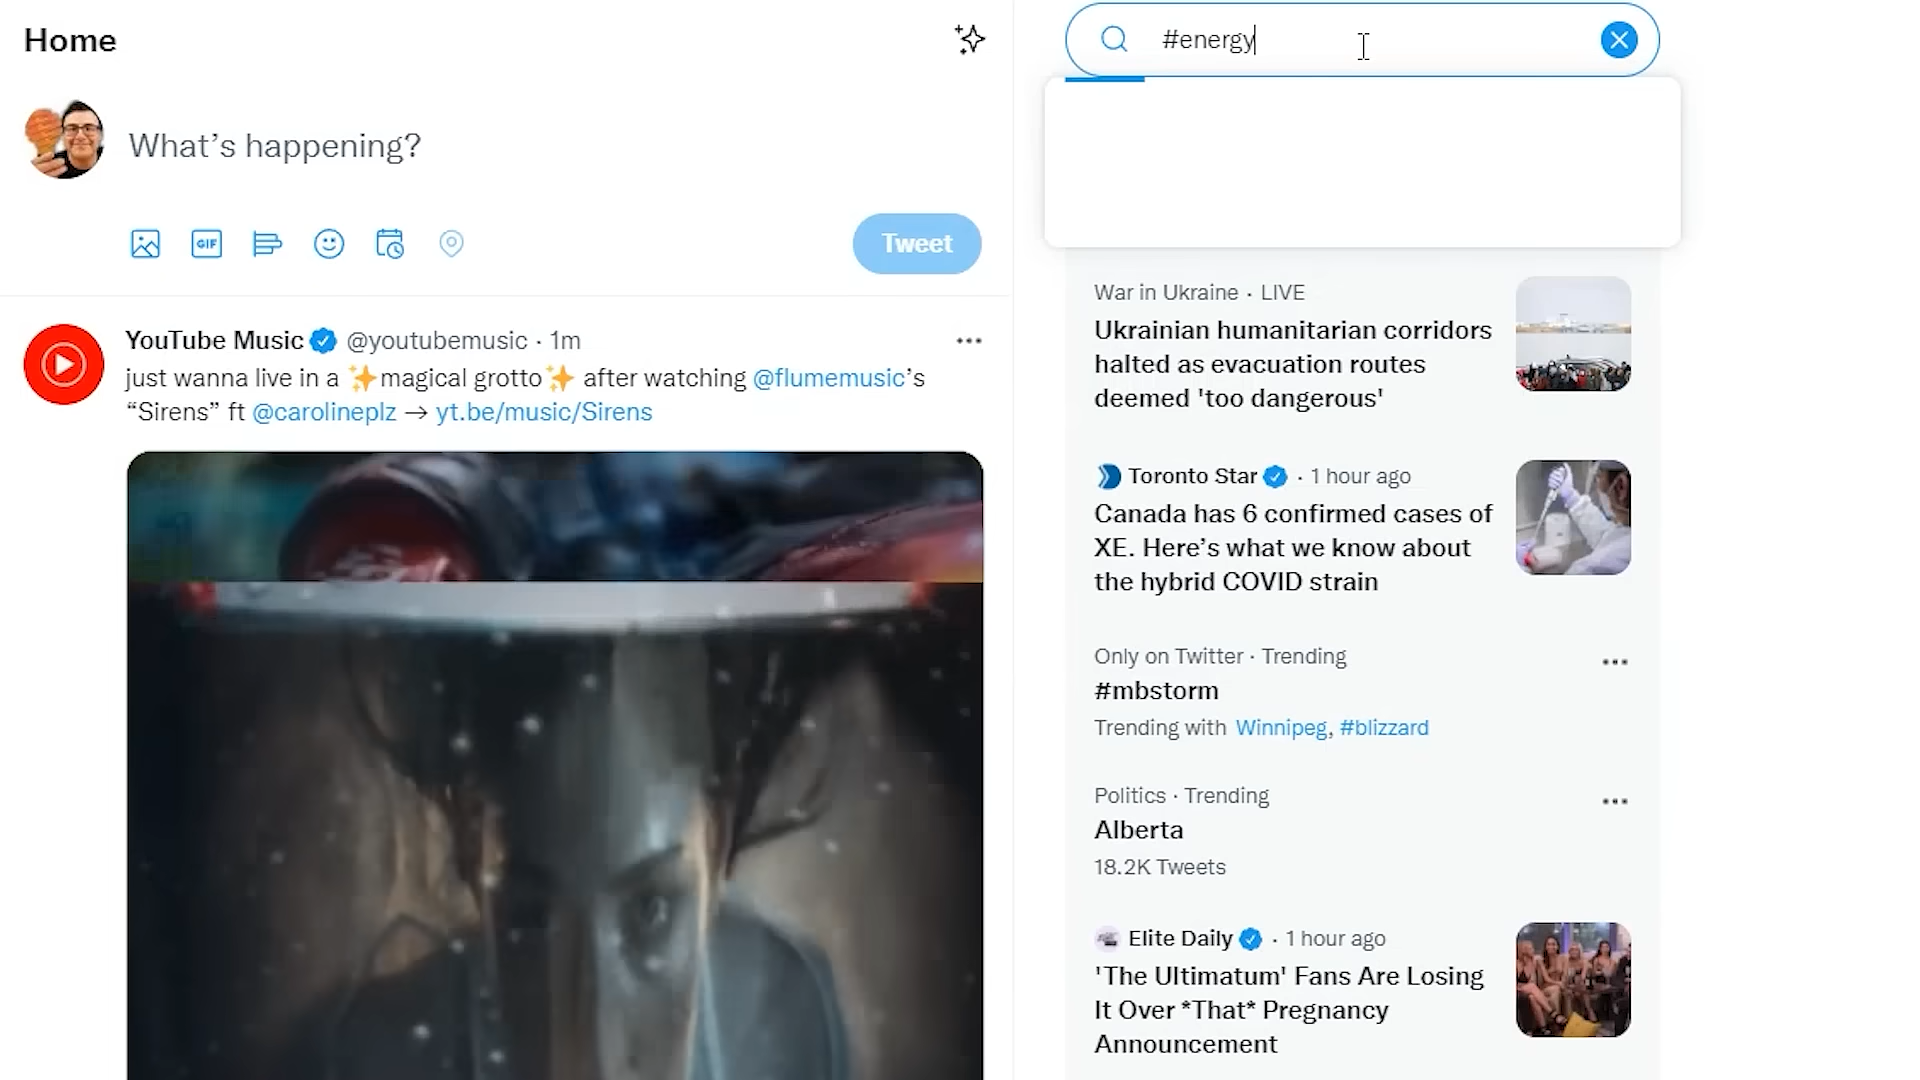 Home
What's happening?
GIF
Tweet
YouTube Music @youtubemusic · 1m
just wanna live in a ✨magical grotto✨ after watching @flumemusic's
“Sirens” ft @carolineplz → yt.be/music/Sirens
#energy
War in Ukraine · LIVE
Ukrainian humanitarian corridors
halted as evacuation routes
deemed 'too dangerous'
Toronto Star · 1 hour ago
Canada has 6 confirmed cases of
XE. Here's what we know about
the hybrid COVID strain
Only on Twitter · Trending
#mbstorm
Trending with Winnipeg, #blizzard
Politics · Trending
Alberta
18.2K Tweets
Elite Daily · 1 hour ago
'The Ultimatum' Fans Are Losing
It Over *That* Pregnancy
Announcement